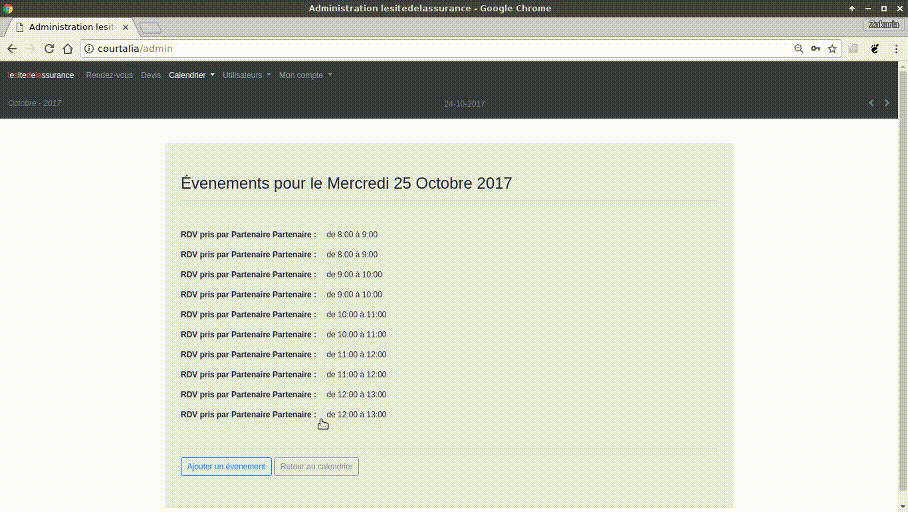 Administration lesitedelassurance - Google Chrome
Administration lesit
Zakaria
courtalia/admin
lesitedelassurance Rendez-vous Devis Calendrier Utilisateurs Mon compte
Octobre - 2017 24-10-2017
Évenements pour le Mercredi 25 Octobre 2017
RDV pris par Partenaire Partenaire : de 8:00 à 9:00
RDV pris par Partenaire Partenaire : de 8:00 à 9:00
RDV pris par Partenaire Partenaire : de 9:00 à 10:00
RDV pris par Partenaire Partenaire : de 9:00 à 10:00
RDV pris par Partenaire Partenaire : de 10:00 à 11:00
RDV pris par Partenaire Partenaire : de 10:00 à 11:00
RDV pris par Partenaire Partenaire : de 11:00 à 12:00
RDV pris par Partenaire Partenaire : de 11:00 à 12:00
RDV pris par Partenaire Partenaire : de 12:00 à 13:00
RDV pris par Partenaire Partenaire : de 12:00 à 13:00
Ajouter un évenement Retour au calendrier